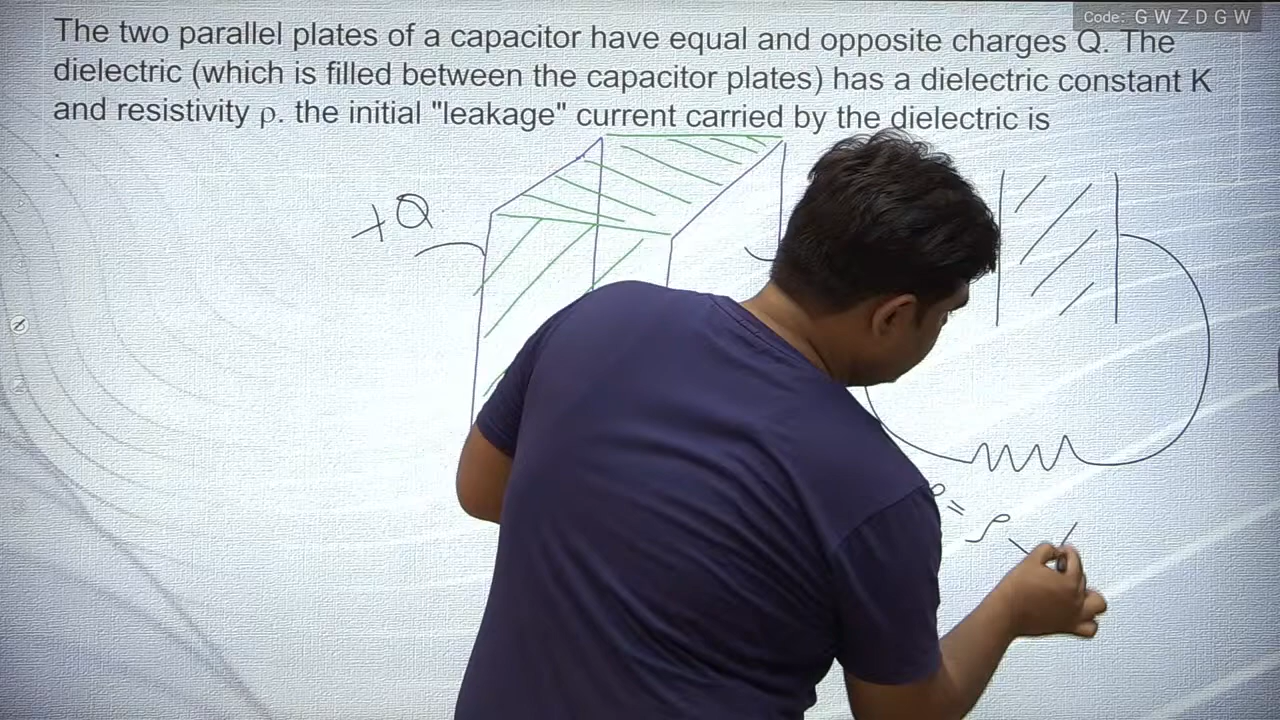 Code: G W Z D G W
The two parallel plates of a capacitor have equal and opposite charges Q. The
dielectric (which is filled between the capacitor plates) has a dielectric constant K
and resistivity ρ. the initial "leakage" current carried by the dielectric is
.
+Q
= ρ